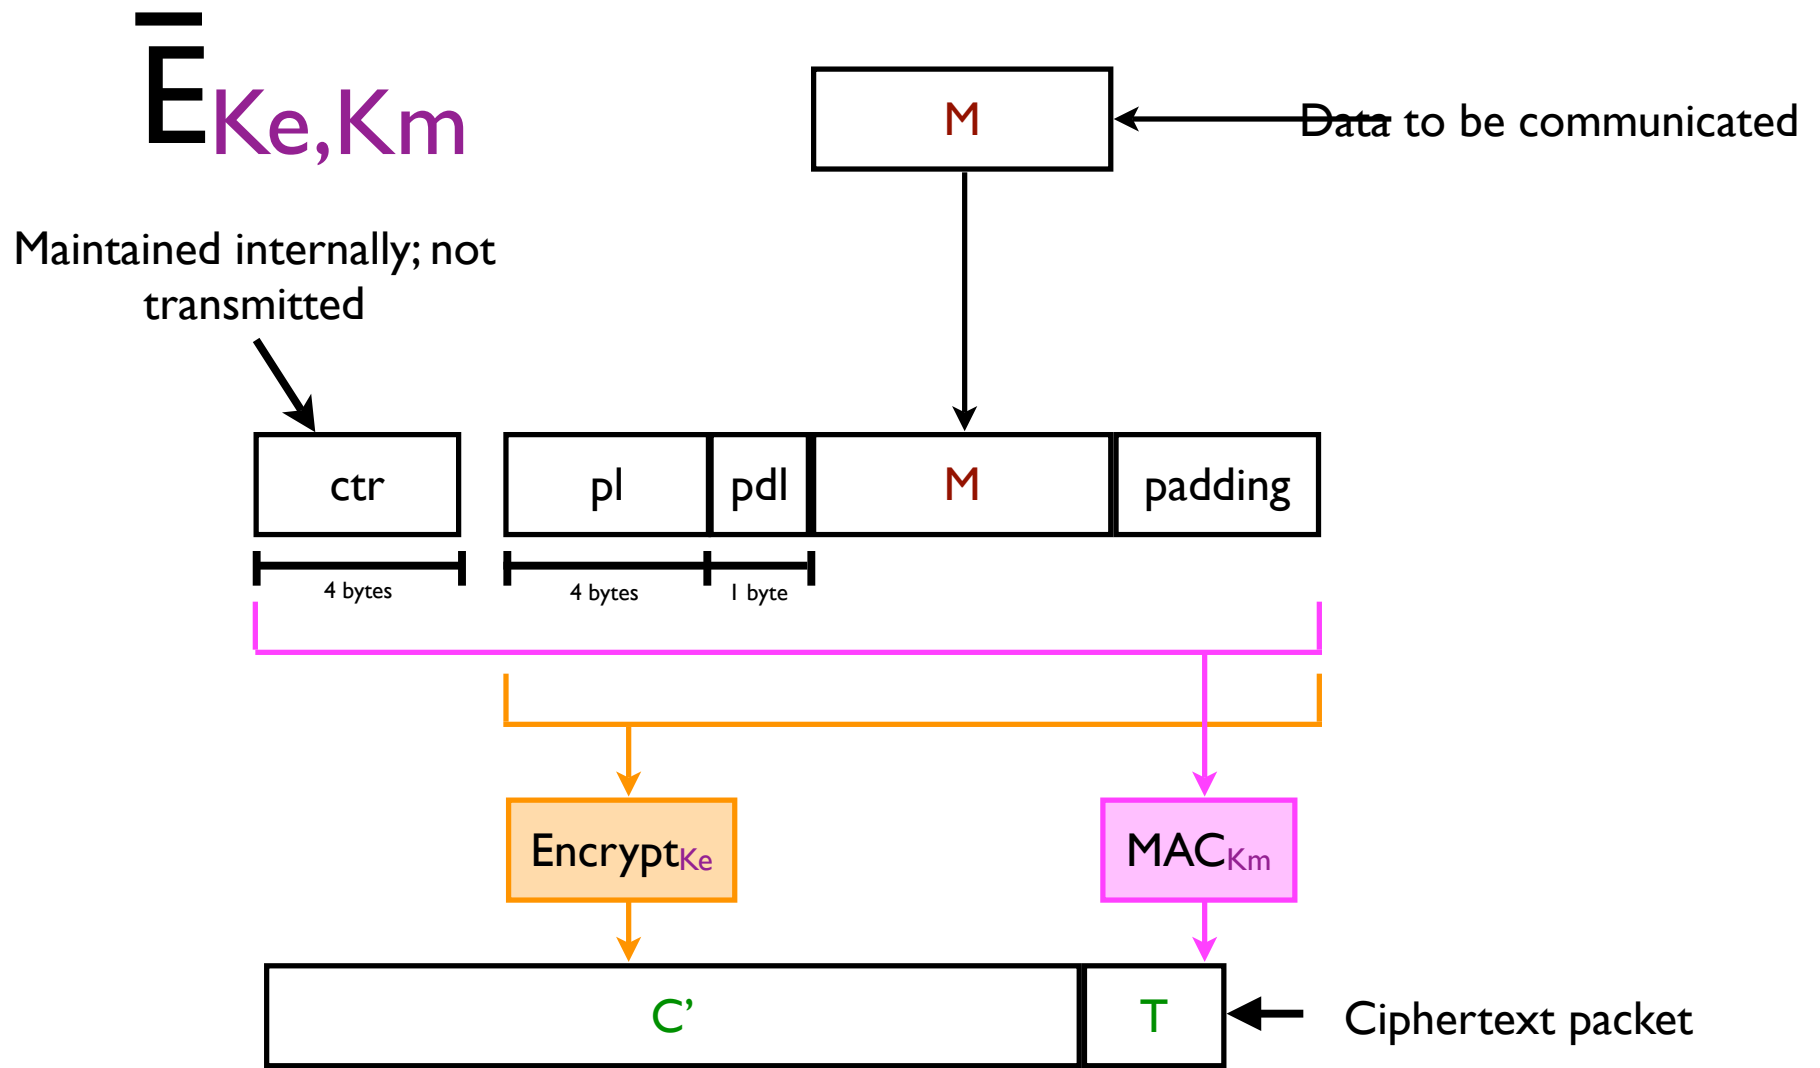 E̅Ke,Km
M
Data to be communicated
Maintained internally; not
transmitted
ctr
pl
pdl
M
padding
4 bytes
4 bytes
1 byte
EncryptKe
MACKm
C’
T
Ciphertext packet